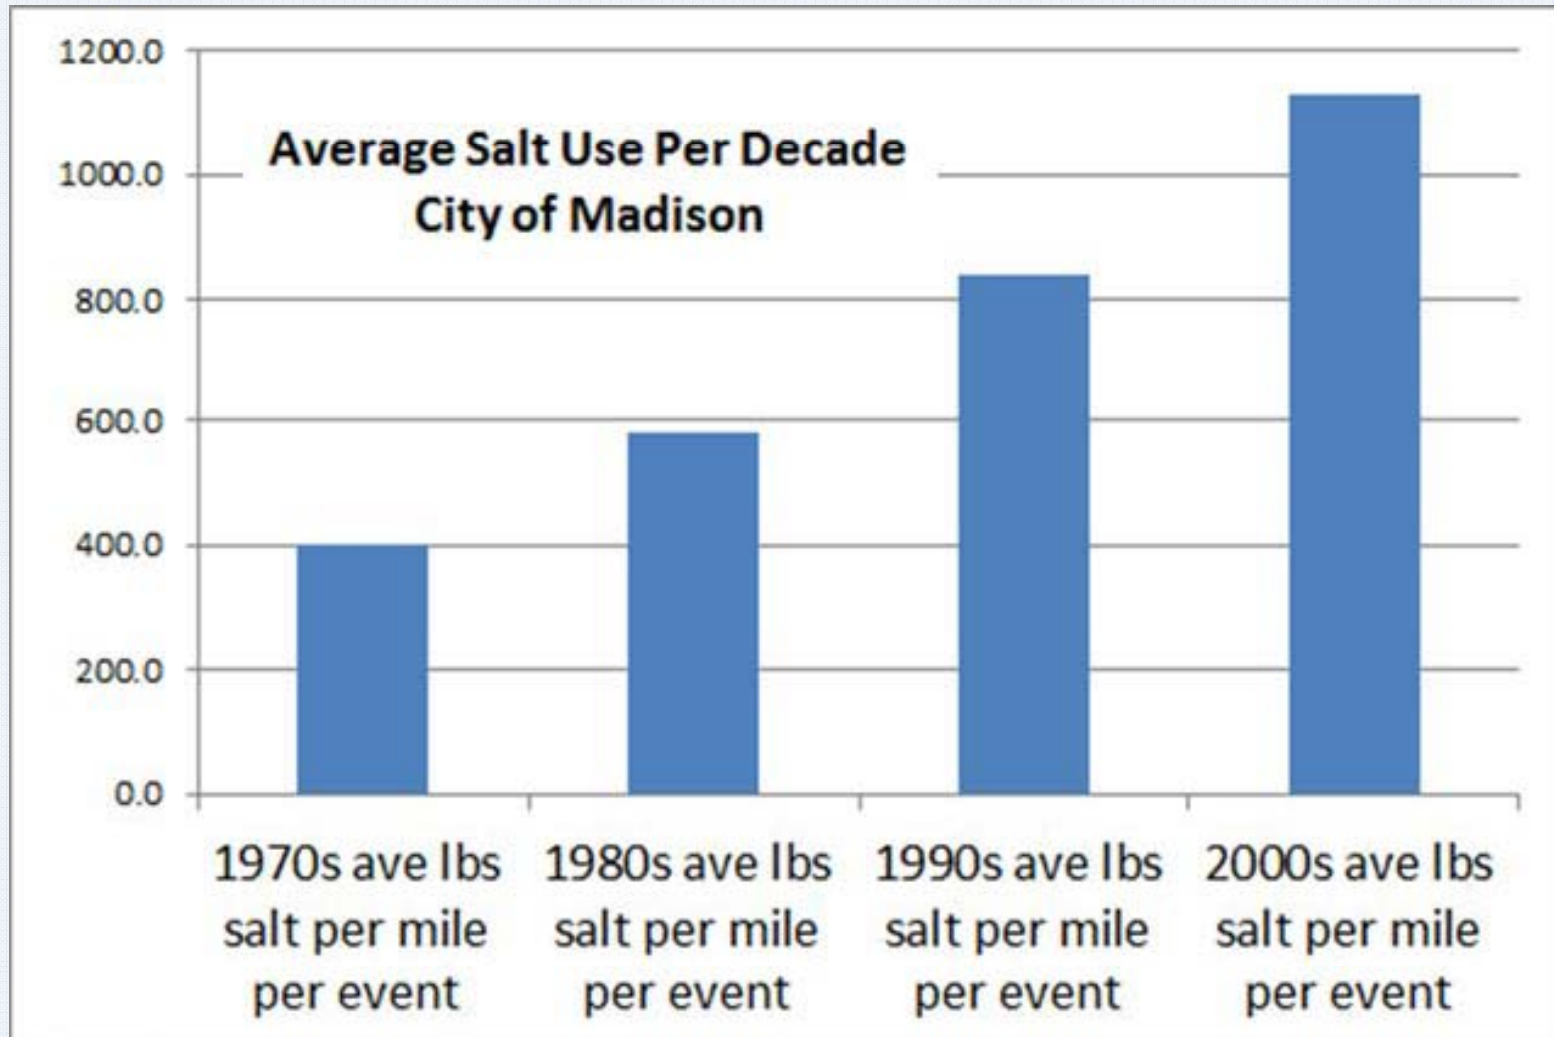 1200.0
1000.0
800.0
600.0
400.0
200.0
0.0
Average Salt Use Per Decade
City of Madison
1970s ave lbs
salt per mile
per event
1980s ave lbs
salt per mile
per event
1990s ave lbs
salt per mile
per event
2000s ave lbs
salt per mile
per event